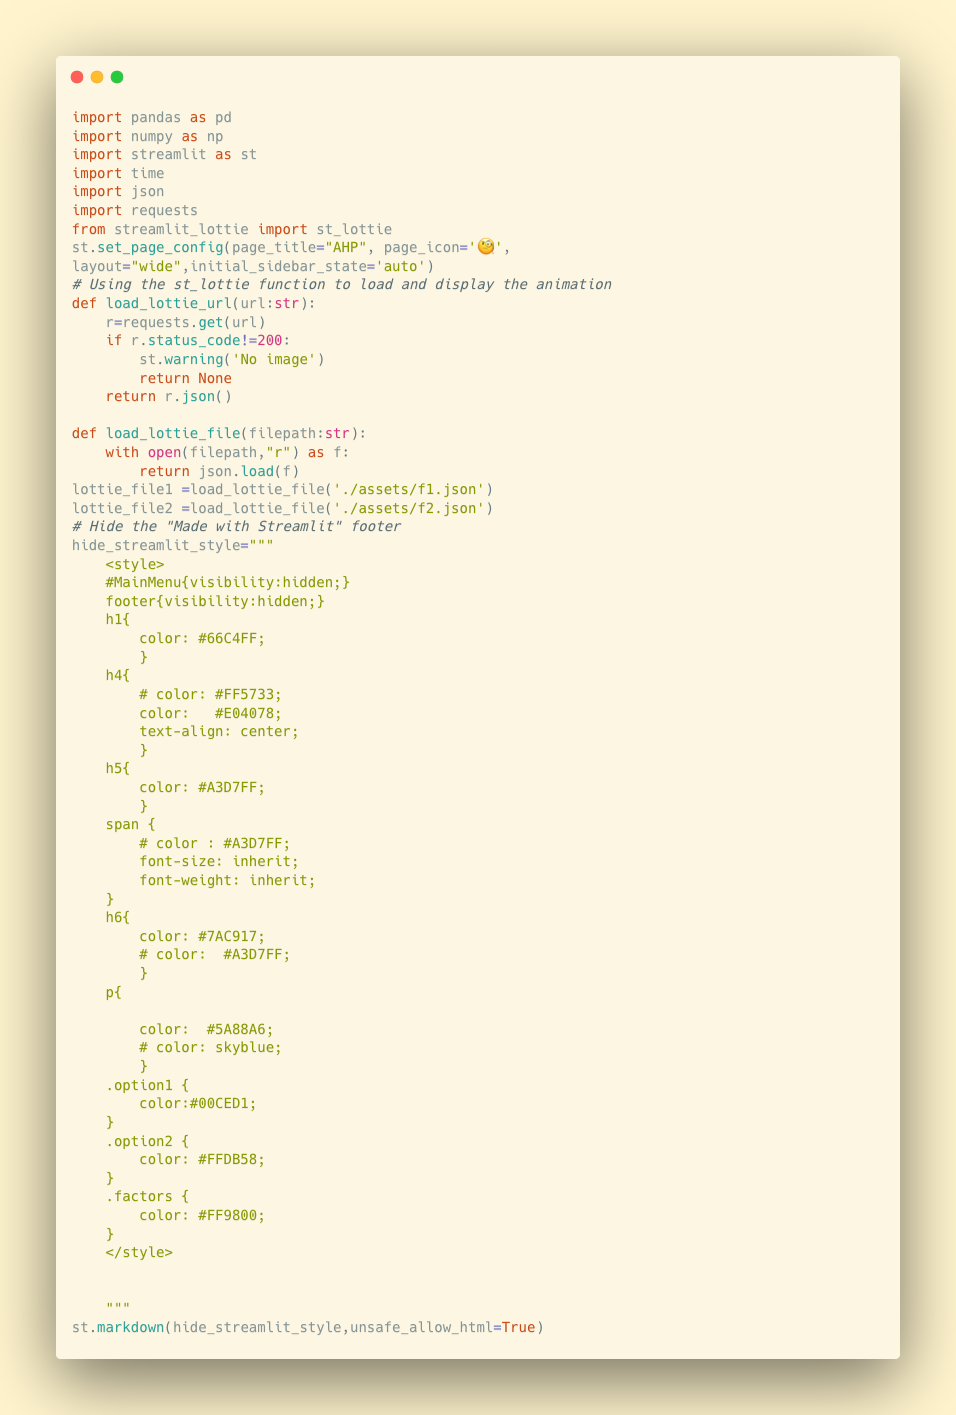 import pandas as pd
import numpy as np
import streamlit as st
import time
import json
import requests
from streamlit_lottie import st_lottie
st.set_page_config(page_title="AHP", page_icon='🧐',
layout="wide",initial_sidebar_state='auto')
# Using the st_lottie function to load and display the animation
def load_lottie_url(url:str):
    r=requests.get(url)
    if r.status_code!=200:
        st.warning('No image')
        return None
    return r.json()

def load_lottie_file(filepath:str):
    with open(filepath,"r") as f:
        return json.load(f)
lottie_file1 =load_lottie_file('./assets/f1.json')
lottie_file2 =load_lottie_file('./assets/f2.json')
# Hide the "Made with Streamlit" footer
hide_streamlit_style="""
    <style>
    #MainMenu{visibility:hidden;}
    footer{visibility:hidden;}
    h1{
        color: #66C4FF;
        }
    h4{
        # color: #FF5733;
        color:   #E04078;
        text-align: center;
        }
    h5{
        color: #A3D7FF;
        }
    span {
        # color : #A3D7FF;
        font-size: inherit;
        font-weight: inherit;
    }
    h6{
        color: #7AC917;
        # color:  #A3D7FF;
        }
    p{

        color:  #5A88A6;
        # color: skyblue;
        }
    .option1 {
        color:#00CED1;
    }
    .option2 {
        color: #FFDB58;
    }
    .factors {
        color: #FF9800;
    }
    </style>


    """
st.markdown(hide_streamlit_style,unsafe_allow_html=True)